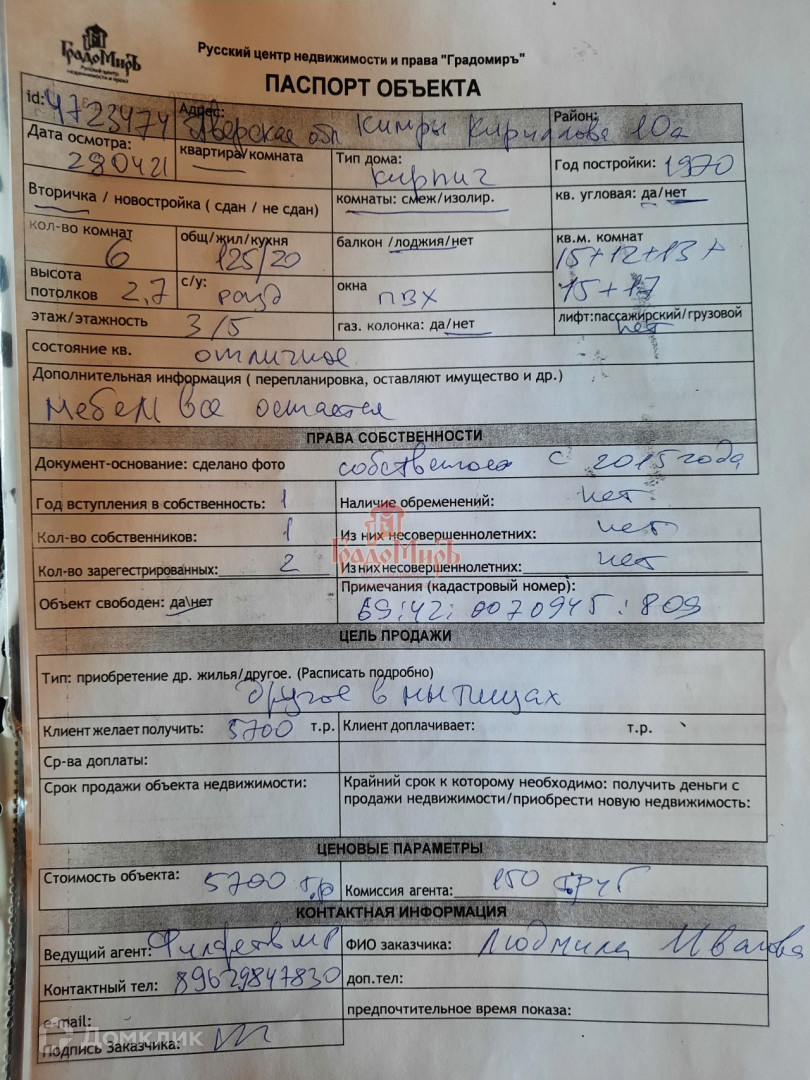 ГрадоМиръ
Русский центр
недвижимости и права
Русский центр недвижимости и права "Градомиръ"
ПАСПОРТ ОБЪЕКТА
id: 4723474 Адрес: Тверская обл Кимры Кириллова 10а Район:
Дата осмотра: 280421 квартира/комната Тип дома: кирпич Год постройки: 1970
Вторичка / новостройка ( сдан / не сдан) комнаты: смеж/изолир. кв. угловая: да/нет
кол-во комнат 6 общ/жил/кухня 125/20 балкон /лоджия/нет кв.м. комнат 15+12+13+
15+17
высота потолков 2,7 с/у: разд окна ПВХ
этаж/этажность 3/5 газ. колонка: да/нет лифт:пассажирский/грузовой нет
состояние кв. отличное
Дополнительная информация ( перепланировка, оставляют имущество и др.)
мебел все остается
ПРАВА СОБСТВЕННОСТИ
Документ-основание: сделано фото с 2015 года
Год вступления в собственность: 1 Наличие обременений: нет
Кол-во собственников: 1 Из них несовершеннолетних: нет
ГрадоМиръ
Кол-во зарегестрированных: 2 Из них несовершеннолетних: нет
Объект свободен: да\нет Примечания (кадастровый номер):
69:42:0070945:809
ЦЕЛЬ ПРОДАЖИ
Тип: приобретение др. жилья/другое. (Расписать подробно)
другое в мытищах
Клиент желает получить: 5700 т.р. Клиент доплачивает: т.р.
Ср-ва доплаты:
Срок продажи объекта недвижимости: Крайний срок к которому необходимо: получить деньги с
продажи недвижимости/приобрести новую недвижимость:
ЦЕНОВЫЕ ПАРАМЕТРЫ
Стоимость объекта: 5700 т.р Комиссия агента: 150 т.руб
КОНТАКТНАЯ ИНФОРМАЦИЯ
Ведущий агент: ФИО заказчика: Людмила Иванова
Контактный тел: 89629847830 доп.тел:
e-mail: предпочтительное время показа:
Подпись Заказчика:
Домклик